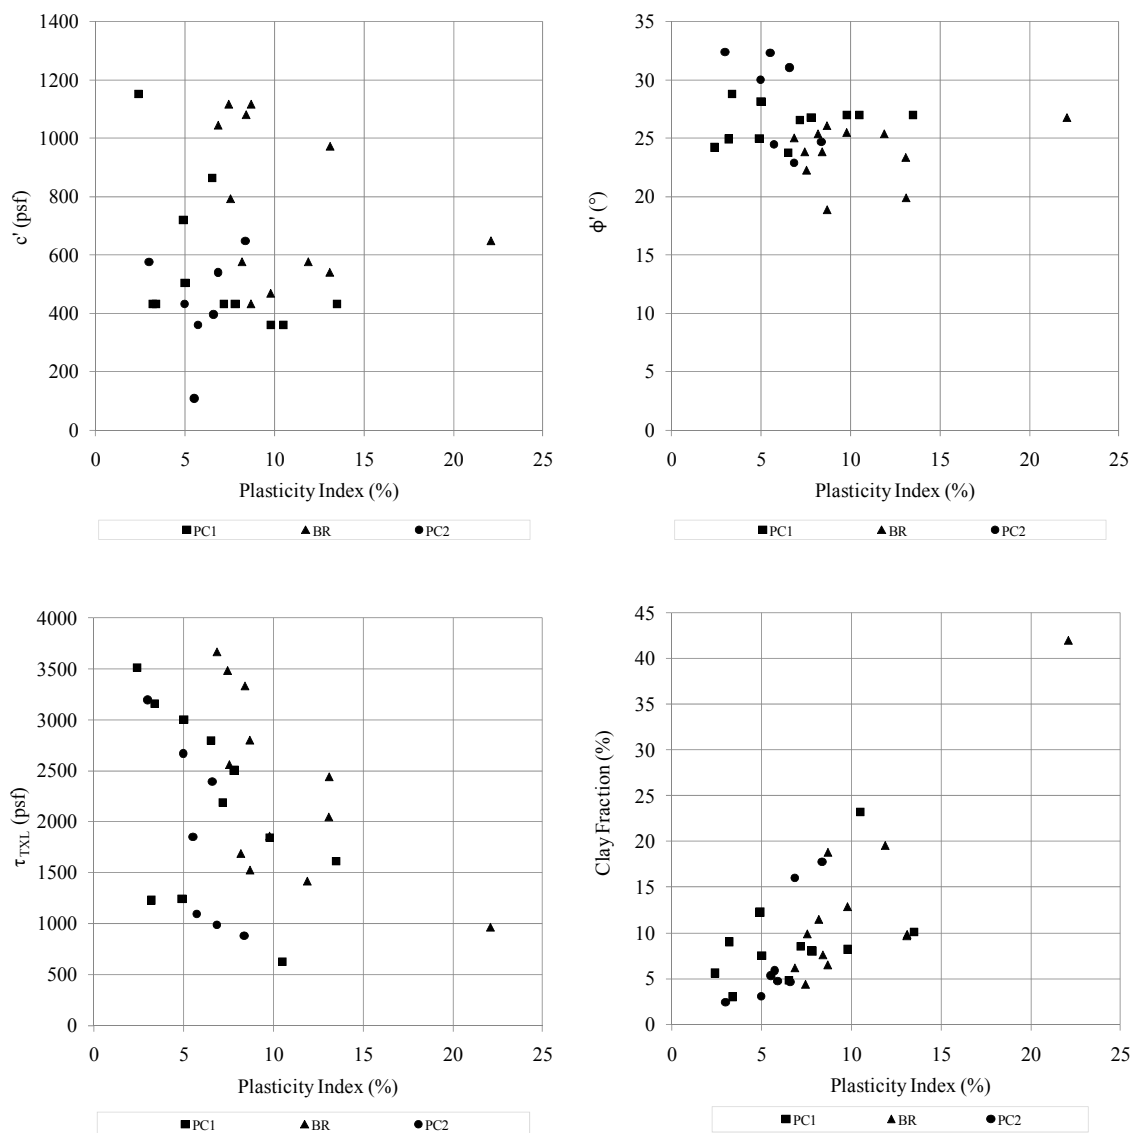 1400
1200
1000
800
600
400
200
0
c' (psf)
0 5 10 15 20 25
Plasticity Index (%)
PC1 BR PC2
35
30
25
20
15
10
5
0
ϕ' (°)
0 5 10 15 20 25
Plasticity Index (%)
PC1 BR PC2
4000
3500
3000
2500
2000
1500
1000
500
0
τTXL (psf)
0 5 10 15 20 25
Plasticity Index (%)
PC1 BR PC2
45
40
35
30
25
20
15
10
5
0
Clay Fraction (%)
0 5 10 15 20 25
Plasticity Index (%)
PC1 BR PC2